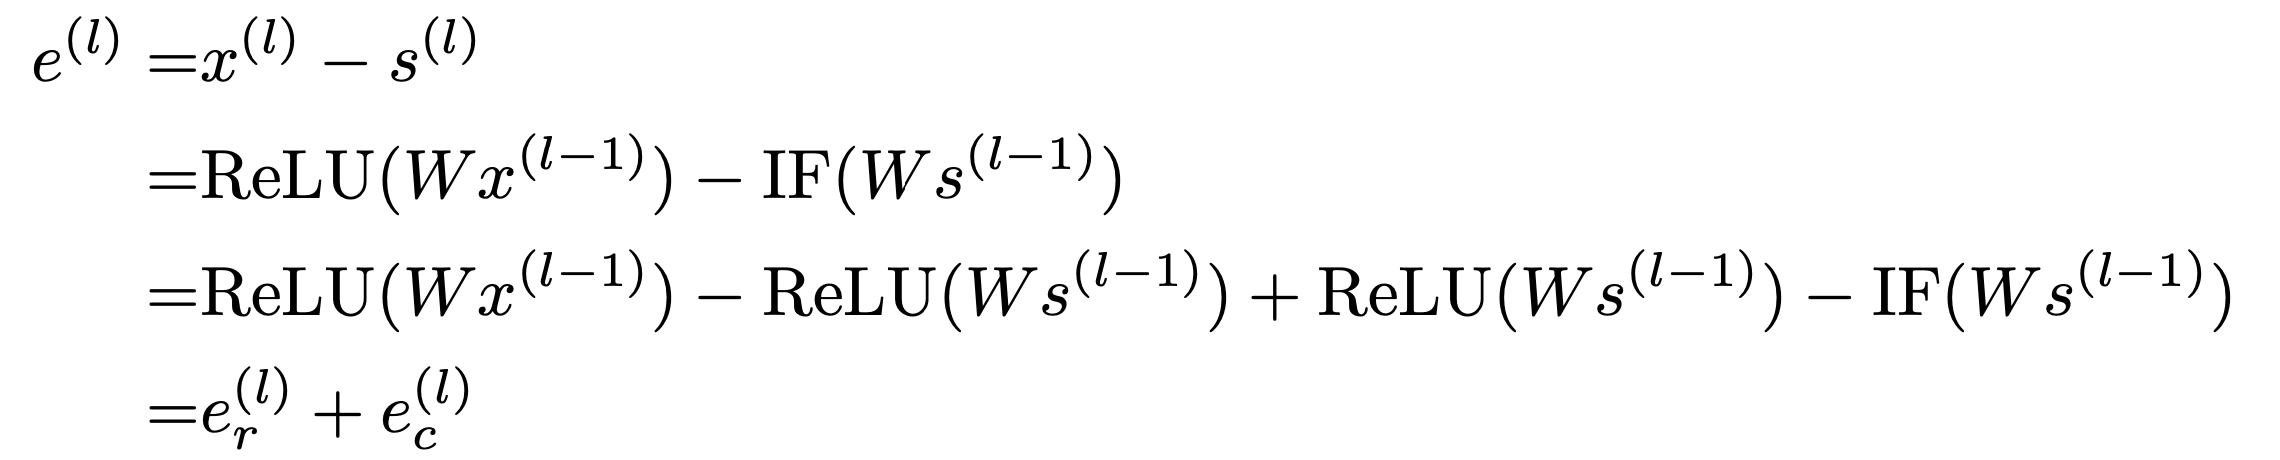 e^{(l)} = x^{(l)} − s^{(l)}
= ReLU(Wx^{(l−1)}) − IF(Ws^{(l−1)})
= ReLU(Wx^{(l−1)}) − ReLU(Ws^{(l−1)}) + ReLU(Ws^{(l−1)}) − IF(Ws^{(l−1)})
= e_r^{(l)} + e_c^{(l)}